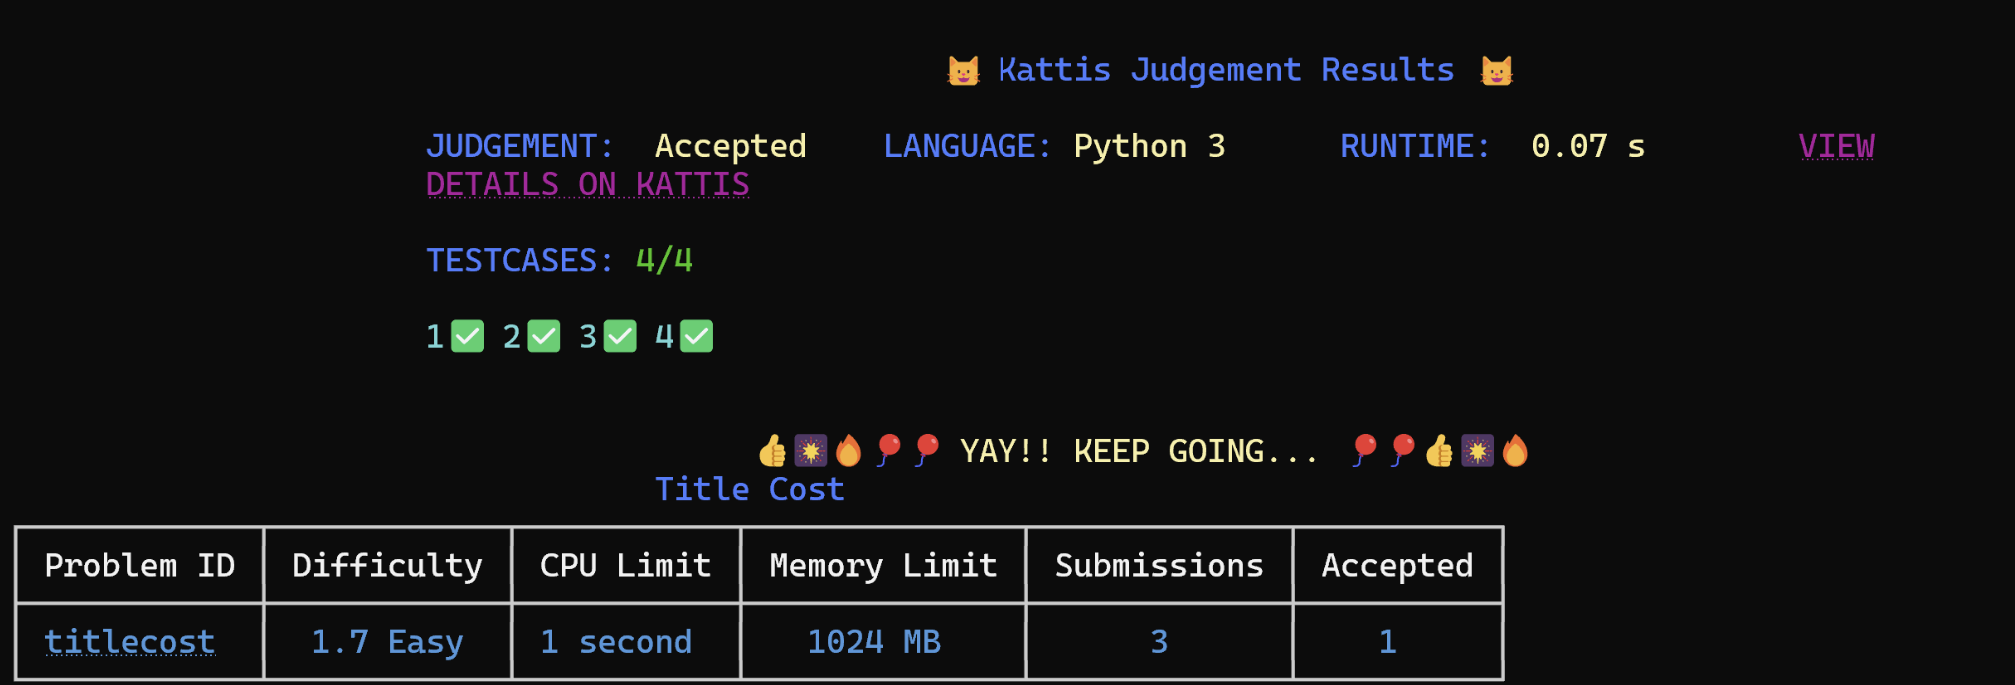 😺 Kattis Judgement Results 😺
JUDGEMENT: Accepted LANGUAGE: Python 3 RUNTIME: 0.07 s VIEW
DETAILS ON KATTIS
TESTCASES: 4/4
1✅ 2✅ 3✅ 4✅
👍🎆🔥🎈🎈 YAY!! KEEP GOING... 🎈🎈👍🎆🔥
Title Cost
Problem ID Difficulty CPU Limit Memory Limit Submissions Accepted
titlecost 1.7 Easy 1 second 1024 MB 3 1